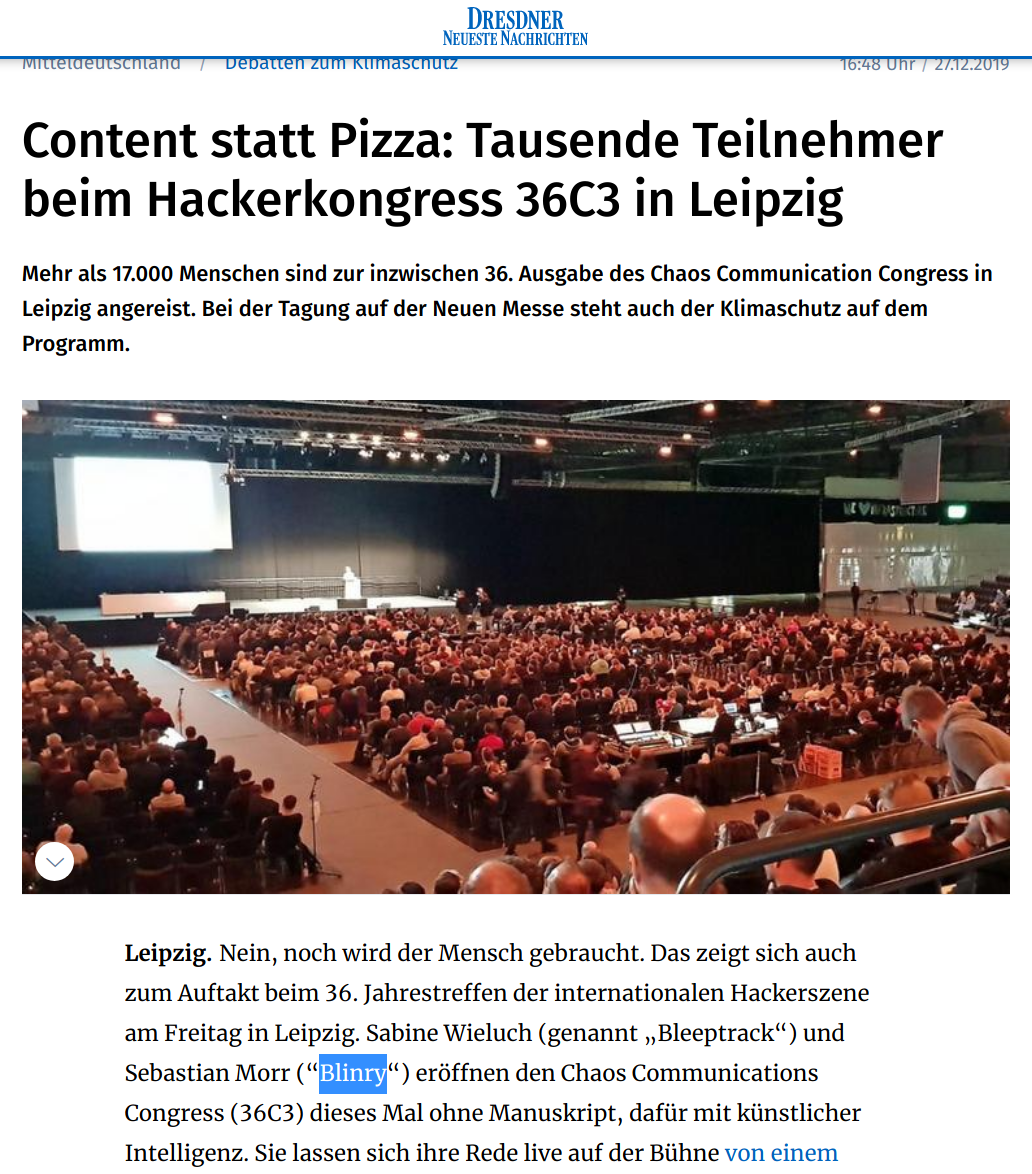 DRESDNER
NEUESTE NACHRICHTEN
Mitteldeutschland / Debatten zum Klimaschutz 16:48 Uhr / 27.12.2019
Content statt Pizza: Tausende Teilnehmer
beim Hackerkongress 36C3 in Leipzig
Mehr als 17.000 Menschen sind zur inzwischen 36. Ausgabe des Chaos Communication Congress in
Leipzig angereist. Bei der Tagung auf der Neuen Messe steht auch der Klimaschutz auf dem
Programm.
Leipzig. Nein, noch wird der Mensch gebraucht. Das zeigt sich auch
zum Auftakt beim 36. Jahrestreffen der internationalen Hackerszene
am Freitag in Leipzig. Sabine Wieluch (genannt „Bleeptrack“) und
Sebastian Morr (“Blinry“) eröffnen den Chaos Communications
Congress (36C3) dieses Mal ohne Manuskript, dafür mit künstlicher
Intelligenz. Sie lassen sich ihre Rede live auf der Bühne von einem